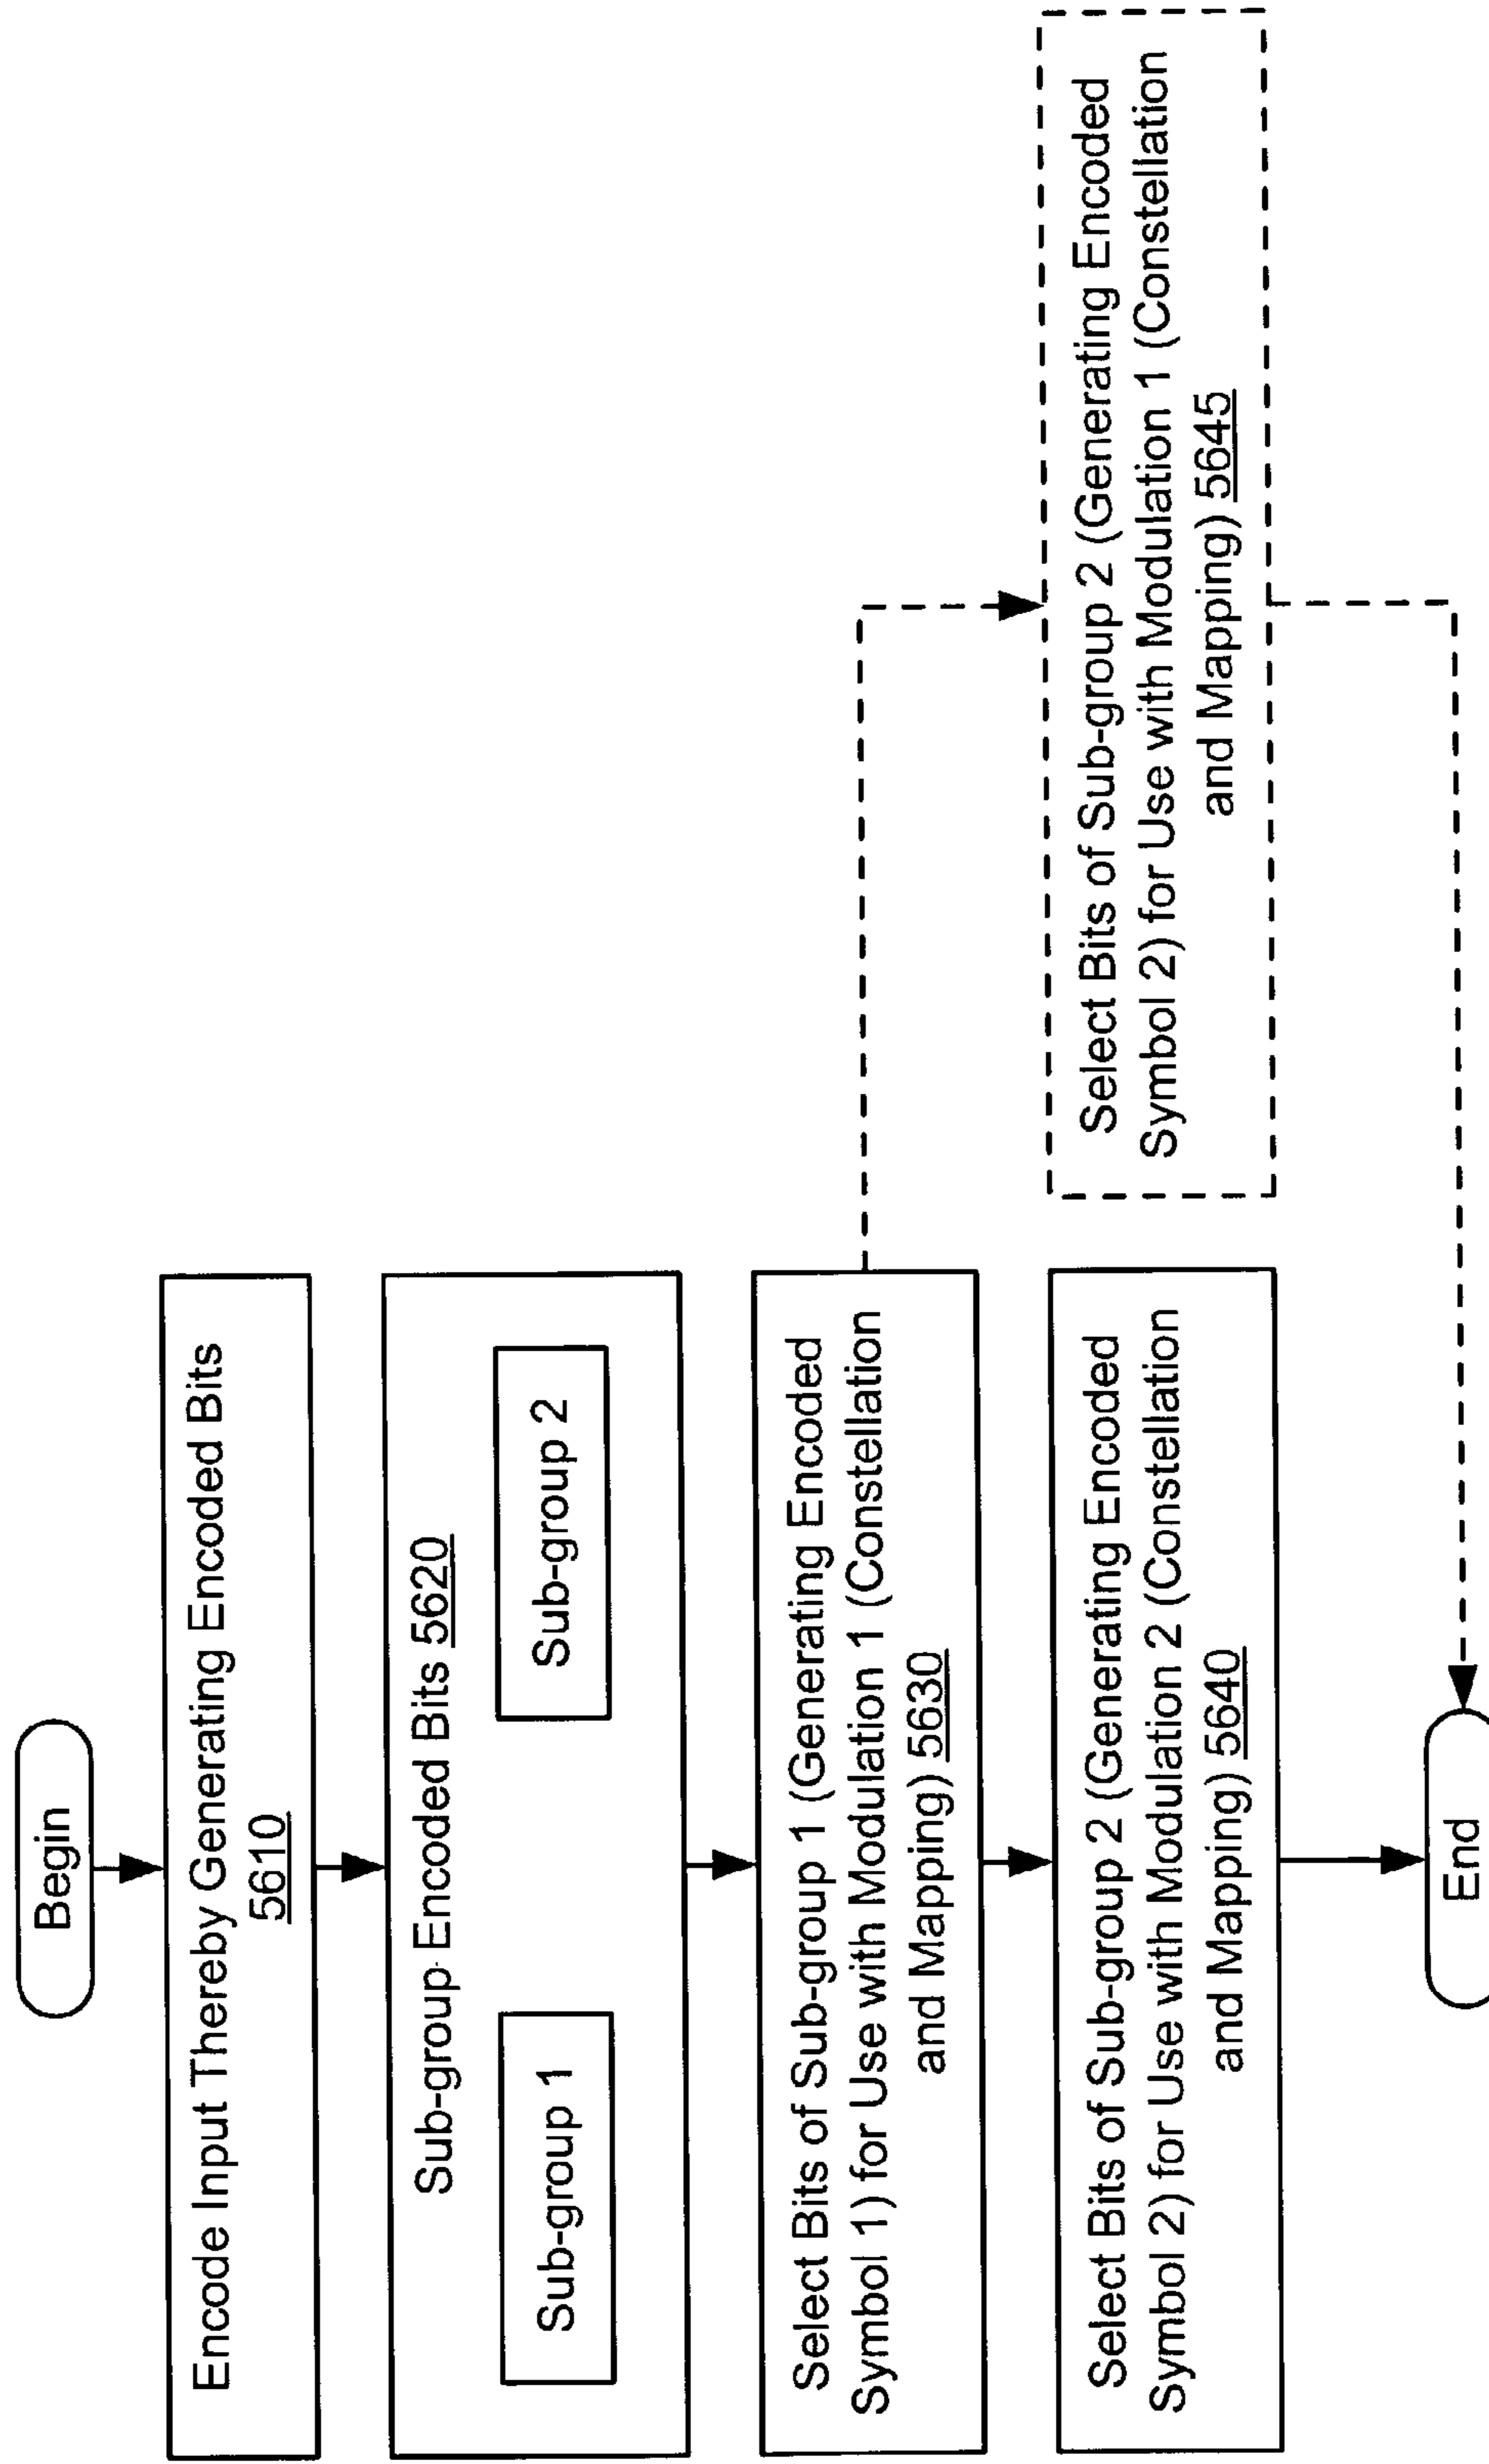 Begin
Encode Input Thereby Generating Encoded Bits
5610
Sub-group Encoded Bits 5620
Sub-group 1
Sub-group 2
Select Bits of Sub-group 1 (Generating Encoded
Symbol 1) for Use with Modulation 1 (Constellation
and Mapping) 5630
Select Bits of Sub-group 2 (Generating Encoded
Symbol 2) for Use with Modulation 2 (Constellation
and Mapping) 5640
Select Bits of Sub-group 2 (Generating Encoded
Symbol 2) for Use with Modulation 1 (Constellation
and Mapping) 5645
End